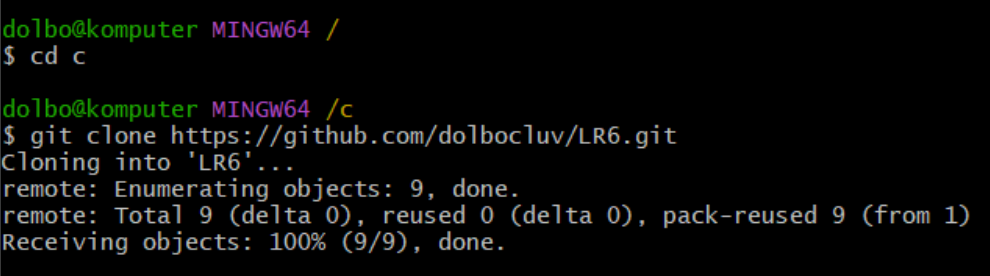 dolbo@komputer MINGW64 /
$ cd c
dolbo@komputer MINGW64 /c
$ git clone https://github.com/dolbocluv/LR6.git
Cloning into 'LR6'...
remote: Enumerating objects: 9, done.
remote: Total 9 (delta 0), reused 0 (delta 0), pack-reused 9 (from 1)
Receiving objects: 100% (9/9), done.